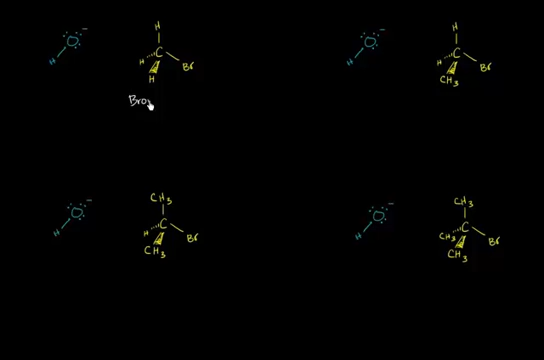 H O − H C H H Br
H O − H C H CH₃ Br
Bro
H O − CH₃ C H CH₃ Br
H O − CH₃ C CH₃ CH₃ Br